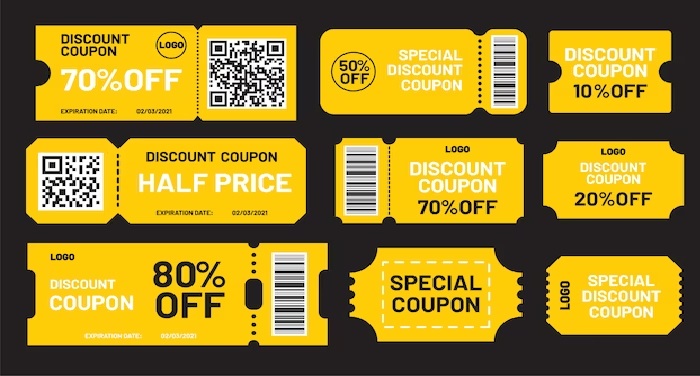 DISCOUNT
COUPON
LOGO
70%OFF
EXPIRATION DATE: 02/03/2021
50%
OFF
SPECIAL
DISCOUNT
COUPON
DISCOUNT
COUPON
10%OFF
DISCOUNT COUPON
HALF PRICE
EXPIRATION DATE: 02/03/2021
LOGO
DISCOUNT
COUPON
70%OFF
LOGO
DISCOUNT
COUPON
20%OFF
LOGO
DISCOUNT
COUPON
80%
OFF
EXPIRATION DATE: 02/03/2021
SPECIAL
COUPON
LOGO
SPECIAL
DISCOUNT
COUPON